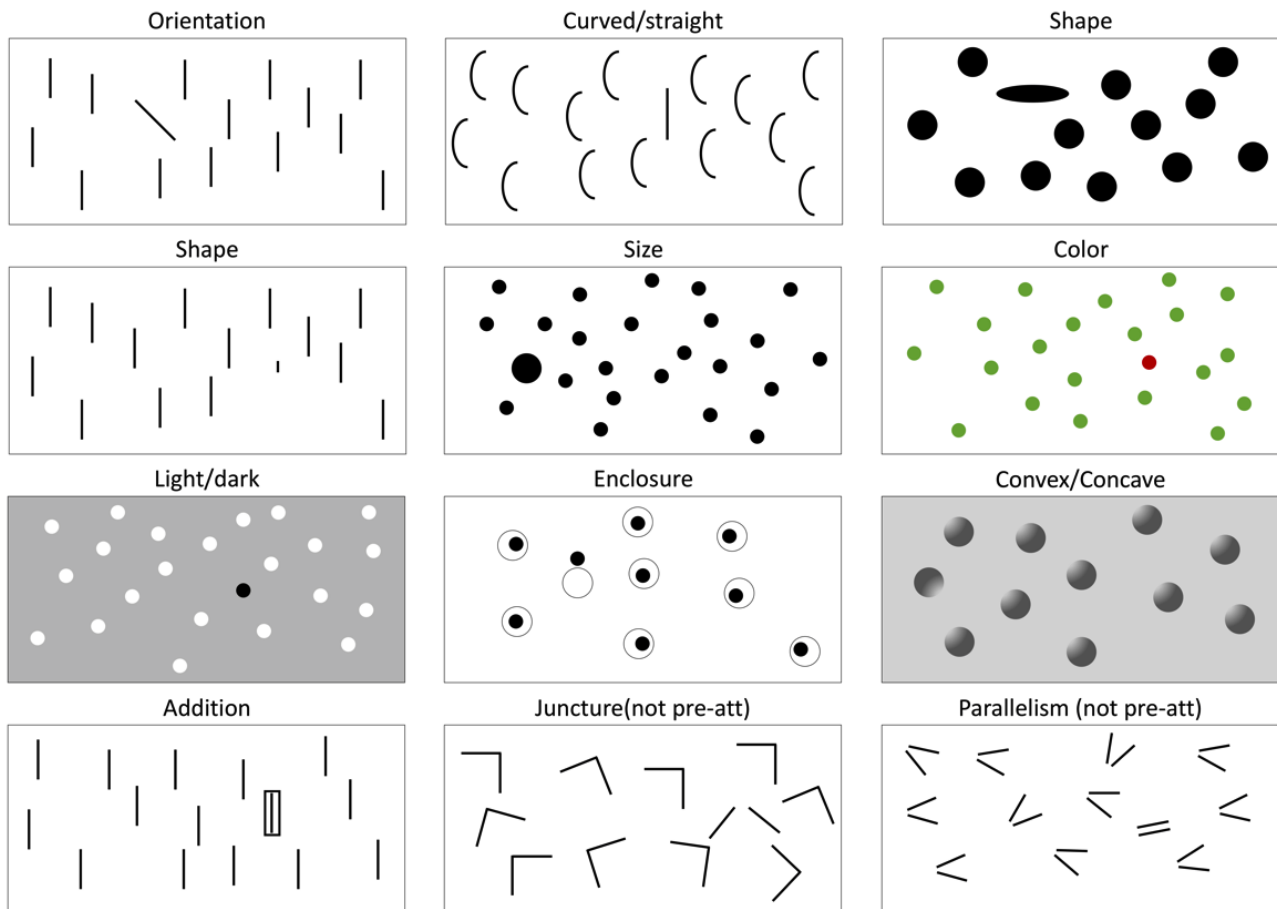 Orientation
Curved/straight
Shape
Shape
Size
Color
Light/dark
Enclosure
Convex/Concave
Addition
Juncture(not pre-att)
Parallelism (not pre-att)